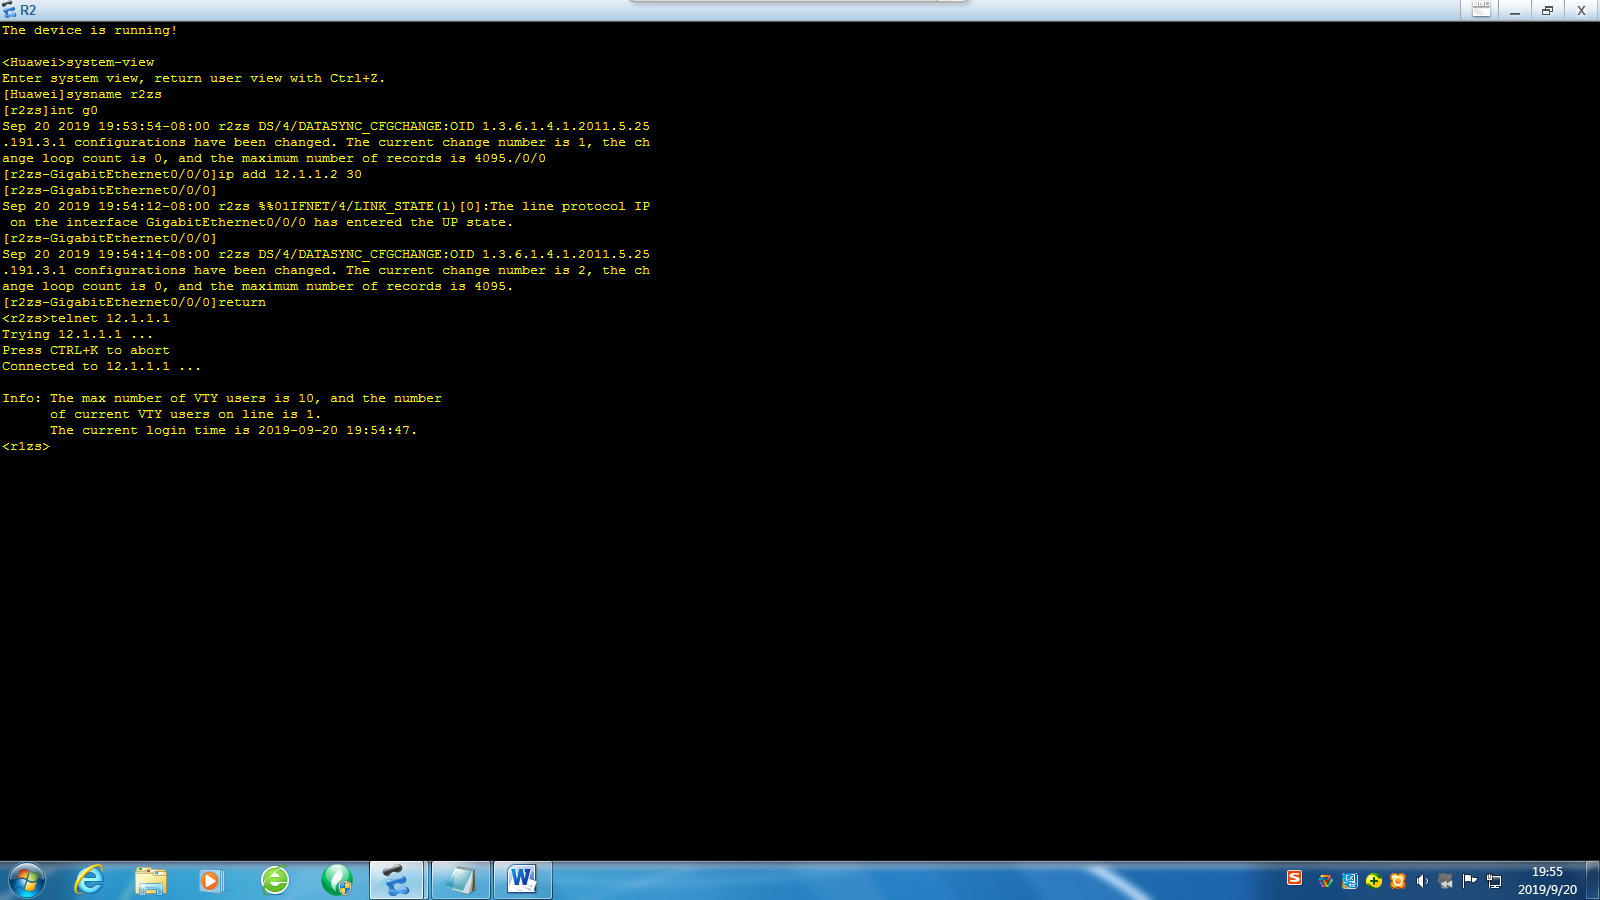 R2
The device is running!
<Huawei>system-view
Enter system view, return user view with Ctrl+Z.
[Huawei]sysname r2zs
[r2zs]int g0
Sep 20 2019 19:53:54-08:00 r2zs DS/4/DATASYNC_CFGCHANGE:OID 1.3.6.1.4.1.2011.5.25
.191.3.1 configurations have been changed. The current change number is 1, the ch
ange loop count is 0, and the maximum number of records is 4095./0/0
[r2zs-GigabitEthernet0/0/0]ip add 12.1.1.2 30
[r2zs-GigabitEthernet0/0/0]
Sep 20 2019 19:54:12-08:00 r2zs %%01IFNET/4/LINK_STATE(l)[0]:The line protocol IP
on the interface GigabitEthernet0/0/0 has entered the UP state.
[r2zs-GigabitEthernet0/0/0]
Sep 20 2019 19:54:14-08:00 r2zs DS/4/DATASYNC_CFGCHANGE:OID 1.3.6.1.4.1.2011.5.25
.191.3.1 configurations have been changed. The current change number is 2, the ch
ange loop count is 0, and the maximum number of records is 4095.
[r2zs-GigabitEthernet0/0/0]return
<r2zs>telnet 12.1.1.1
Trying 12.1.1.1 ...
Press CTRL+K to abort
Connected to 12.1.1.1 ...
Info: The max number of VTY users is 10, and the number
of current VTY users on line is 1.
The current login time is 2019-09-20 19:54:47.
<r1zs>
19:55
2019/9/20